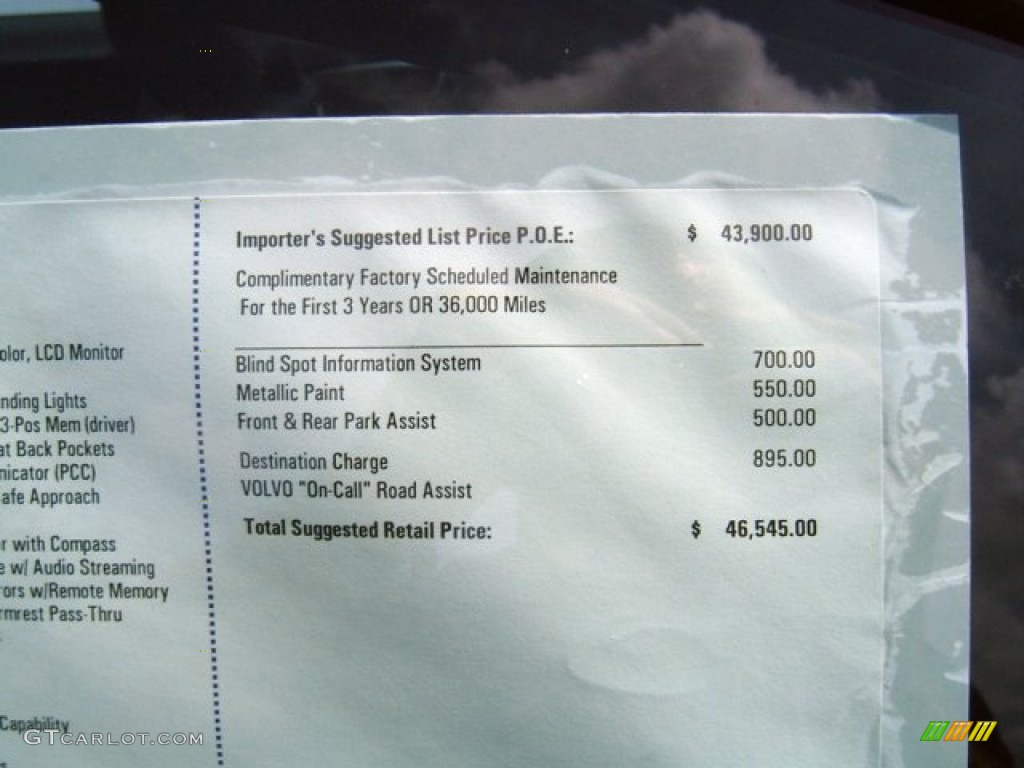 Importer's Suggested List Price P.O.E.: $ 43,900.00
Complimentary Factory Scheduled Maintenance
For the First 3 Years OR 36,000 Miles
Blind Spot Information System 700.00
Metallic Paint 550.00
Front & Rear Park Assist 500.00
Destination Charge 895.00
VOLVO "On-Call" Road Assist
Total Suggested Retail Price: $ 46,545.00
olor, LCD Monitor
nding Lights
3-Pos Mem (driver)
at Back Pockets
nicator (PCC)
afe Approach
r with Compass
e w/ Audio Streaming
rors w/Remote Memory
rmrest Pass-Thru
Capability
GTCARLOT.COM